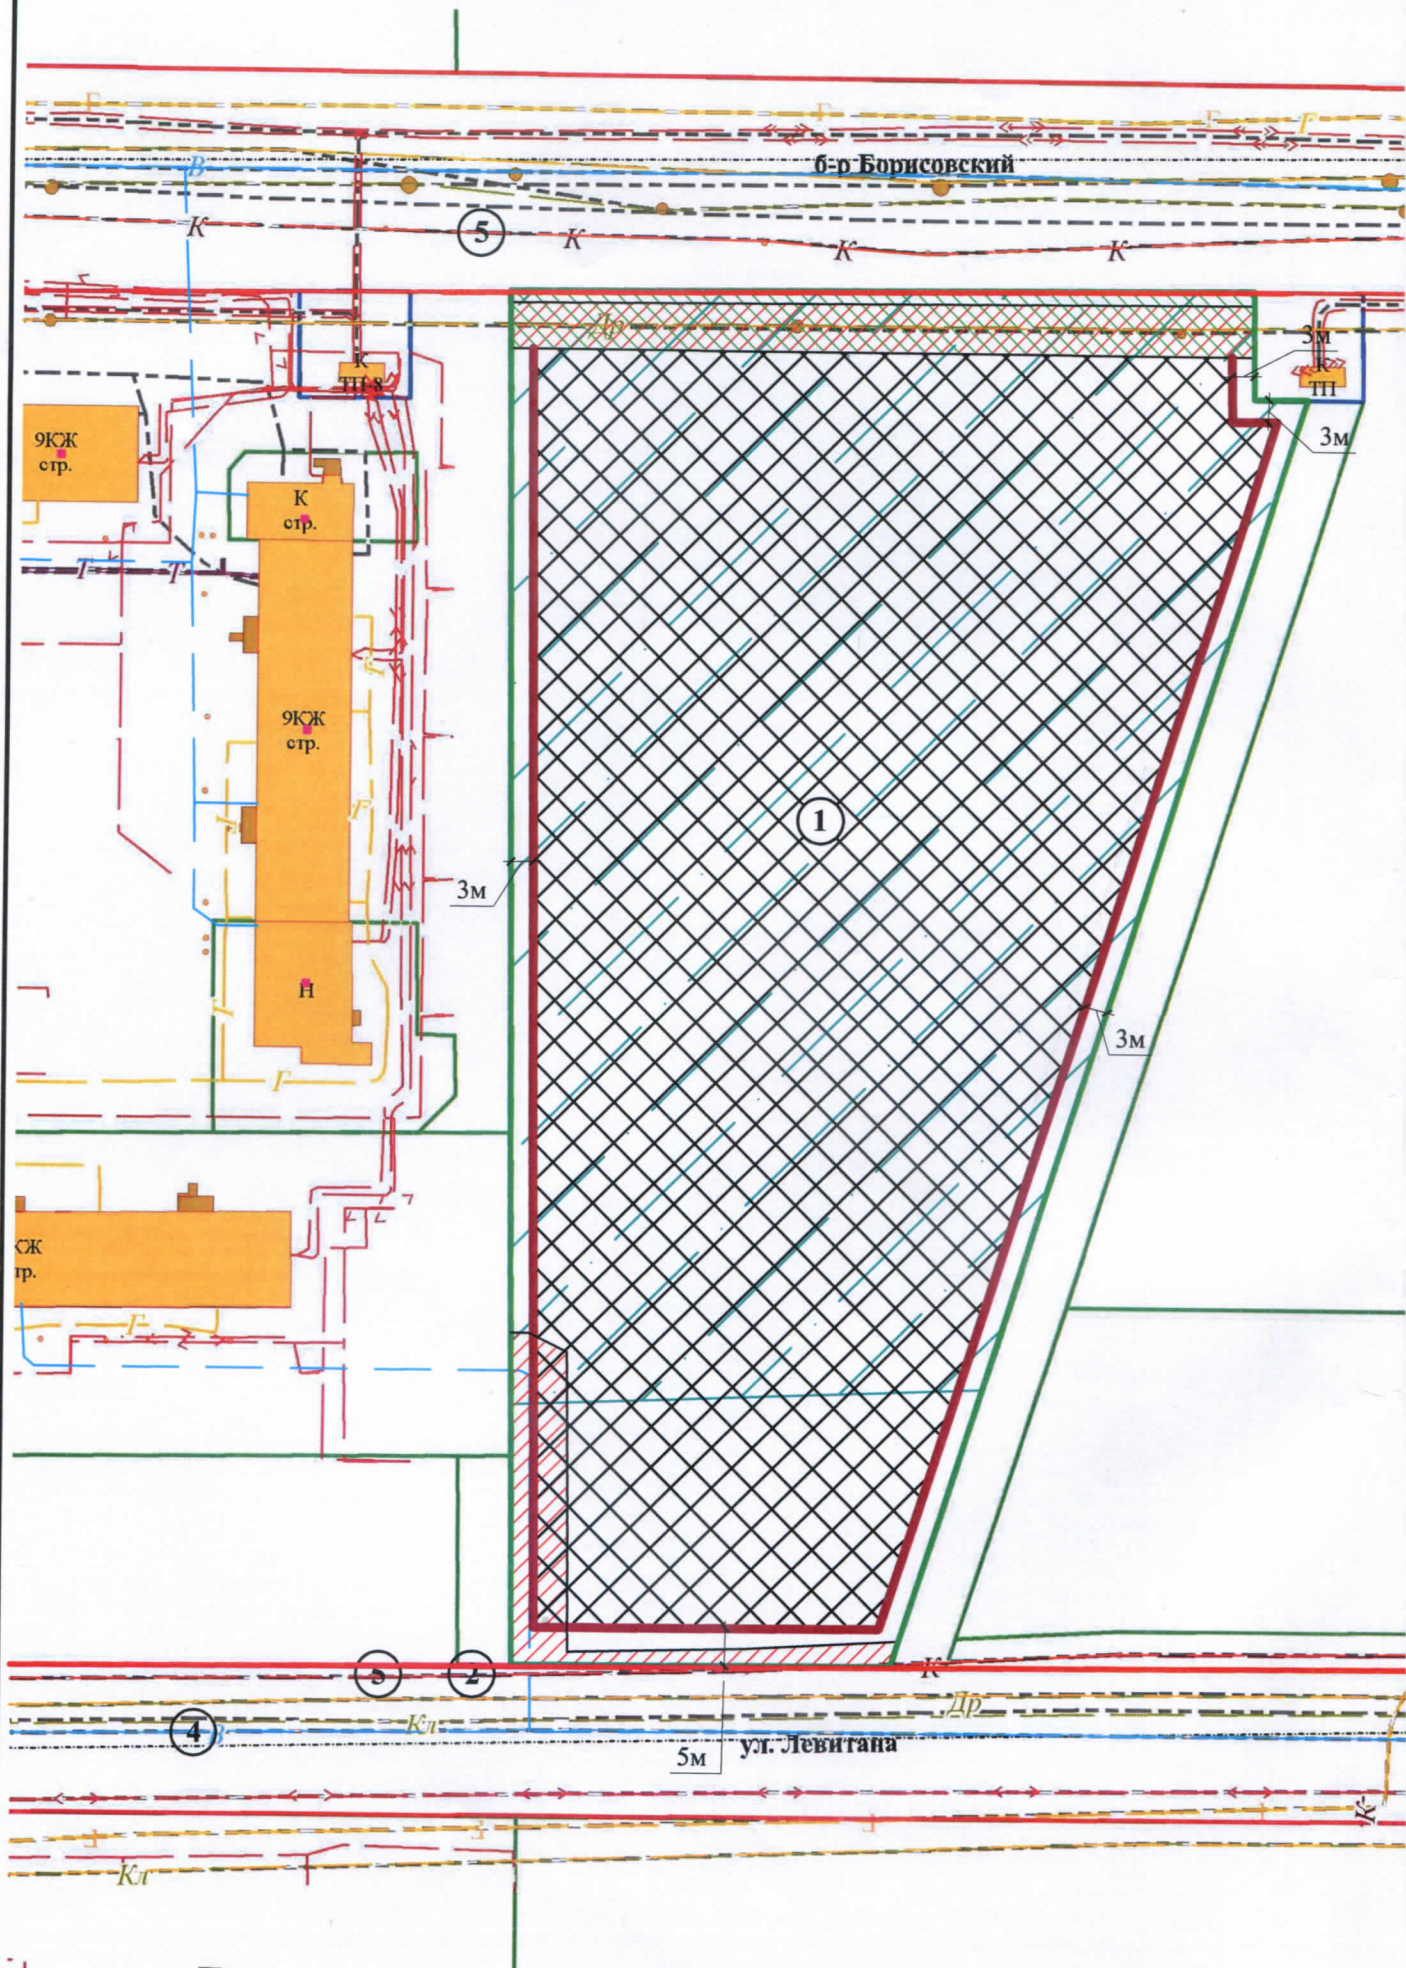 Г
Г
Г
Г
В
б-р Борисовский
К
5
К
К
К
Др
3м
К
ТП-8
К
ТП
3м
9КЖ
стр.
К
стр.
Т
Т
Г
9КЖ
стр.
Г
Г
1
3м
Н
Г
3м
Г
КЖ
тр.
Г
5
2
К
Др
4
В
Кл
ул. Левитана
5м
К
Г
Г
Г
Г
Кл